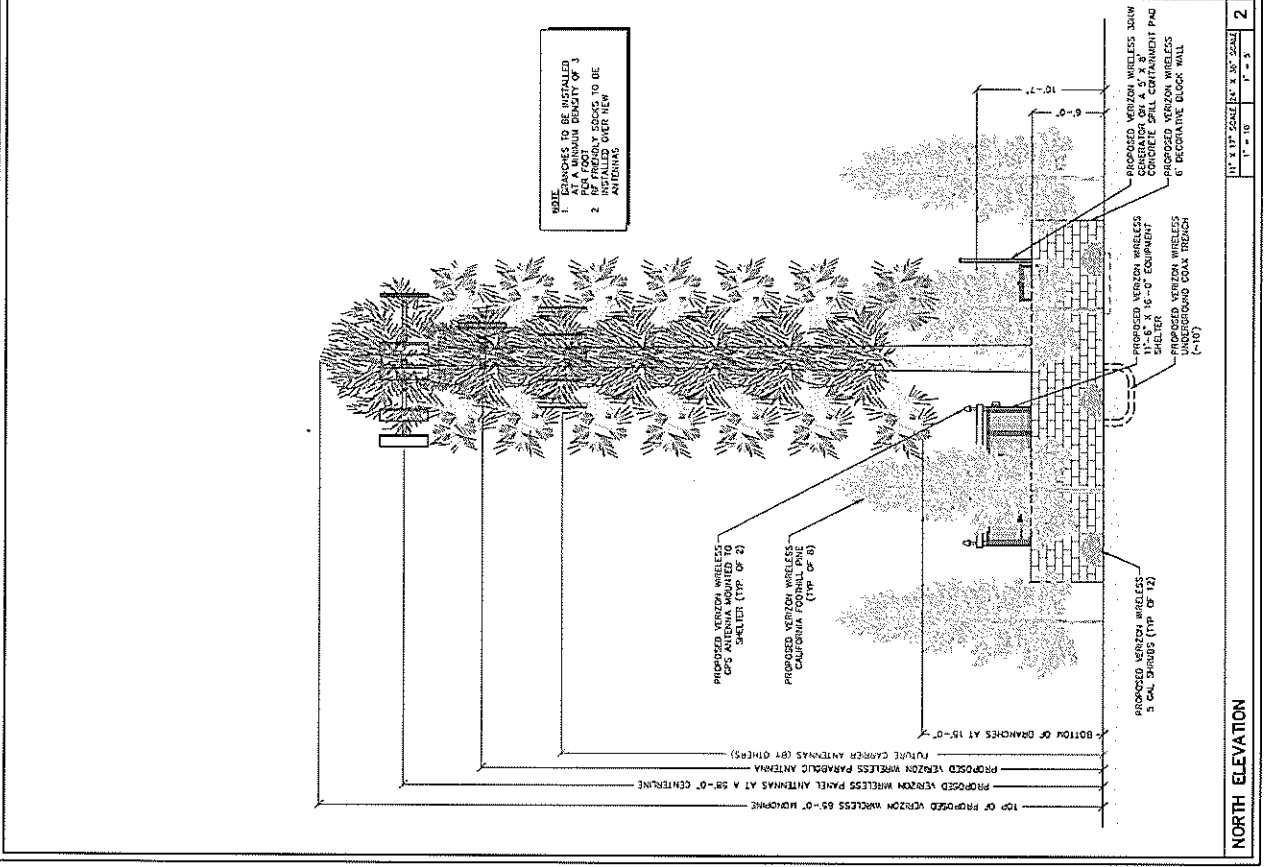 NOTE
1. BRANCHES TO BE INSTALLED
AT A MINIMUM DENSITY OF 3
PER FOOT
2 RF FRIENDLY SOCKS TO BE
INSTALLED OVER NEW
ANTENNAS
TOP OF PROPOSED VERIZON WIRELESS 65'-0" MONOPINE
PROPOSED VERIZON WIRELESS PANEL ANTENNAS AT A 58'-0" CENTERLINE
PROPOSED VERIZON WIRELESS PARABOLIC ANTENNA
FUTURE CARRIER ANTENNAS (BY OTHERS)
BOTTOM OF BRANCHES AT 15'-0"
PROPOSED VERIZON WIRELESS
GPS ANTENNA MOUNTED TO
SHELTER (TYP. OF 2)
PROPOSED VERIZON WIRELESS
CALIFORNIA FOOTHILL PINE
(TYP OF 8)
10'-7"
6'-0"
PROPOSED VERIZON WIRELESS
5 GAL SHRUBS (TYP OF 12)
PROPOSED VERIZON WIRELESS
11'-6" X 16'-0" EQUIPMENT
SHELTER
PROPOSED VERIZON WIRELESS
UNDERGROUND COAX TRENCH
(~10')
PROPOSED VERIZON WIRELESS 30KW
GENERATOR ON A 5' X 8'
CONCRETE SPILL CONTAINMENT PAD
PROPOSED VERIZON WIRELESS
6' DECORATIVE BLOCK WALL
NORTH ELEVATION
11" X 17" SCALE
1" = 10'
24" X 36" SCALE
1" = 5'
2